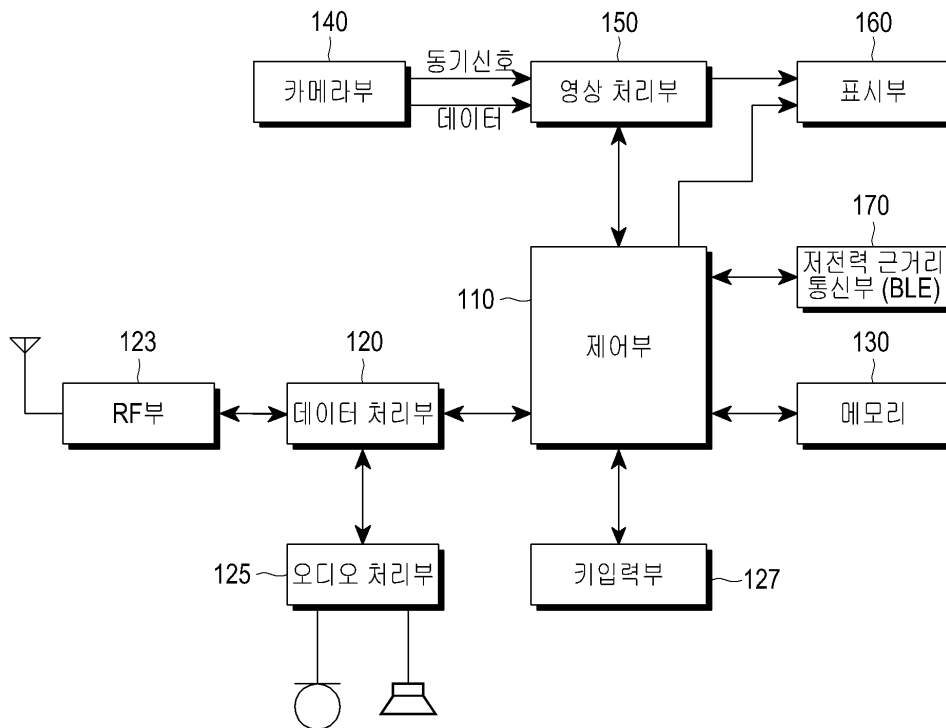 140
150
160
카메라부
동기신호
데이터
영상 처리부
표시부
170
저전력 근거리
통신부 (BLE)
110
제어부
123
120
130
RF부
데이터 처리부
메모리
125
오디오 처리부
키입력부
127